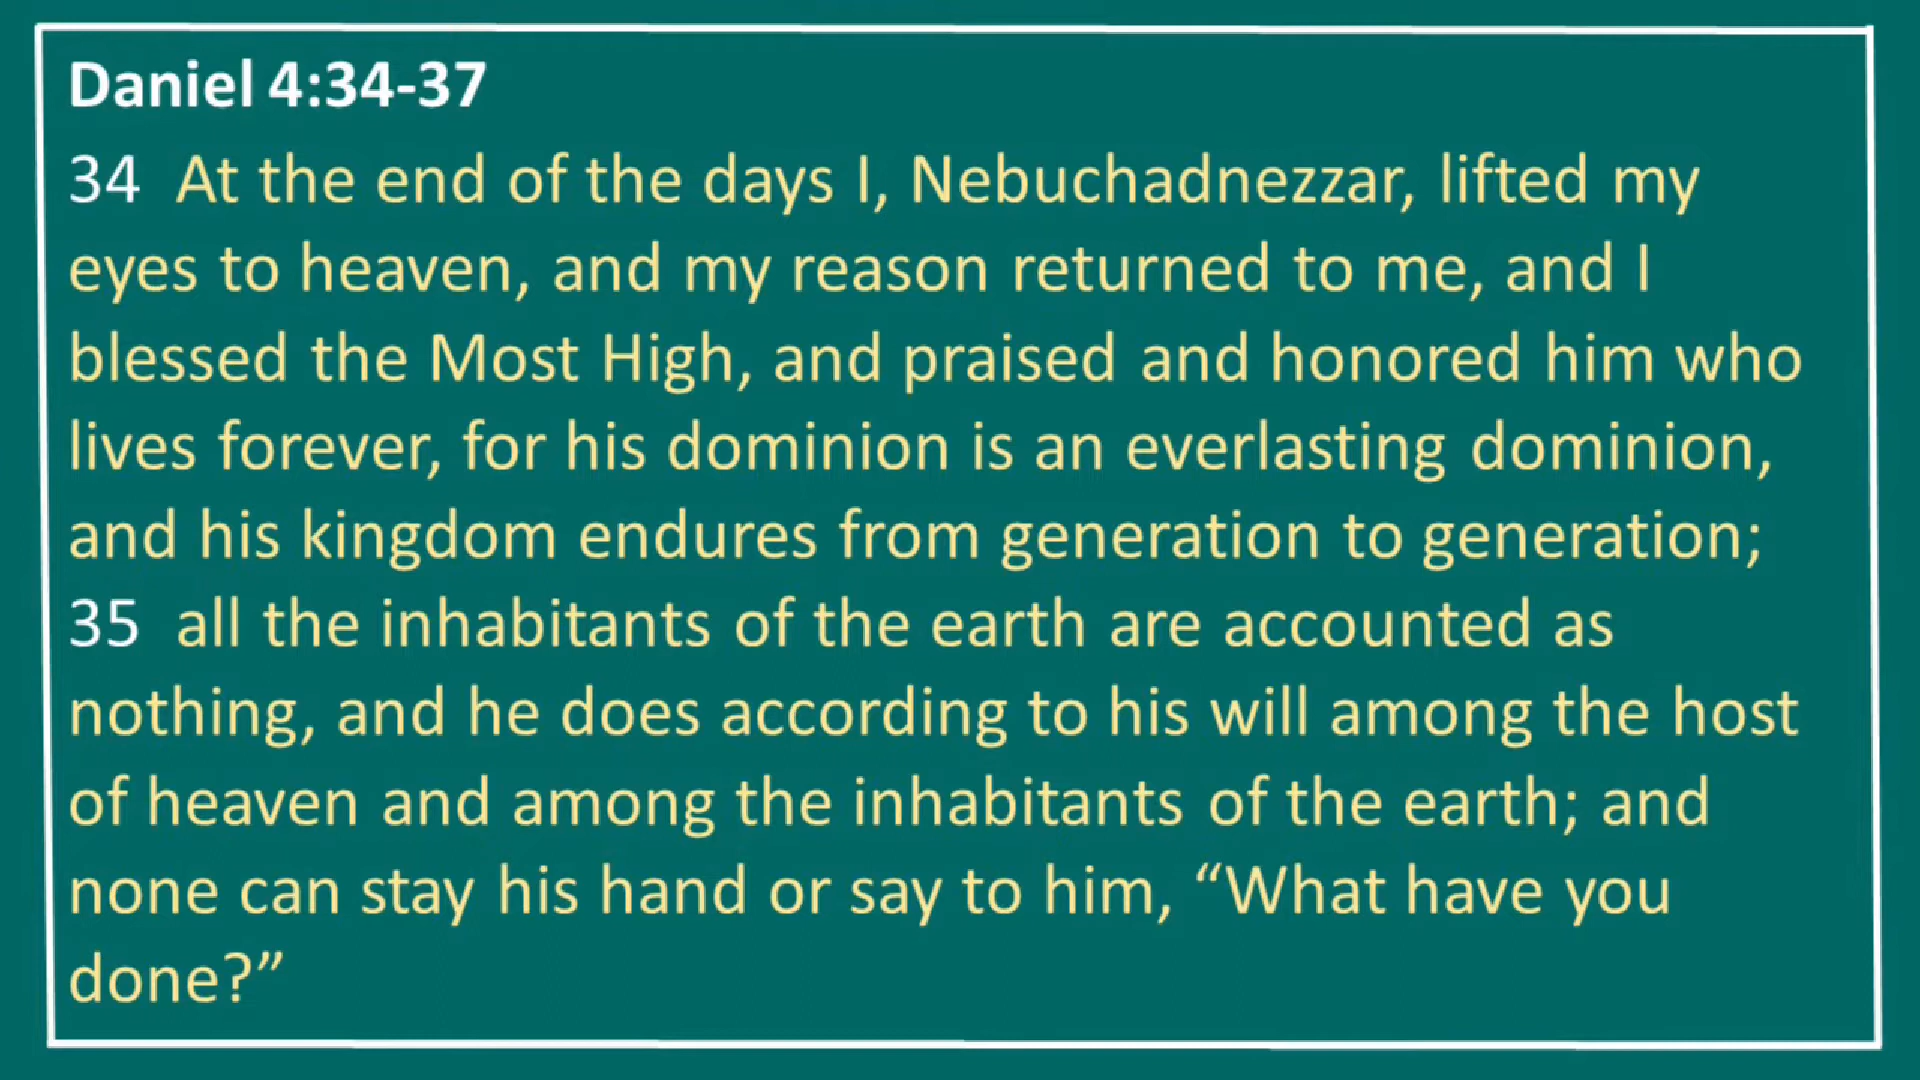 Daniel 4:34-37
34 At the end of the days I, Nebuchadnezzar, lifted my
eyes to heaven, and my reason returned to me, and I
blessed the Most High, and praised and honored him who
lives forever, for his dominion is an everlasting dominion,
and his kingdom endures from generation to generation;
35 all the inhabitants of the earth are accounted as
nothing, and he does according to his will among the host
of heaven and among the inhabitants of the earth; and
none can stay his hand or say to him, “What have you
done?”